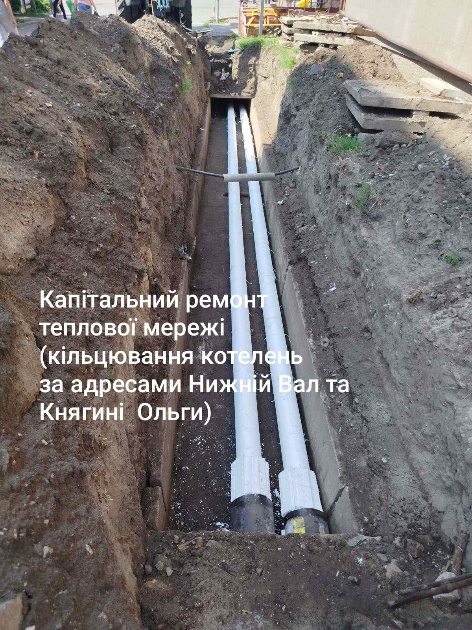 Капітальний ремонт
теплової мережі
(кільцювання котелень
за адресами Нижній Вал та
Княгині Ольги)